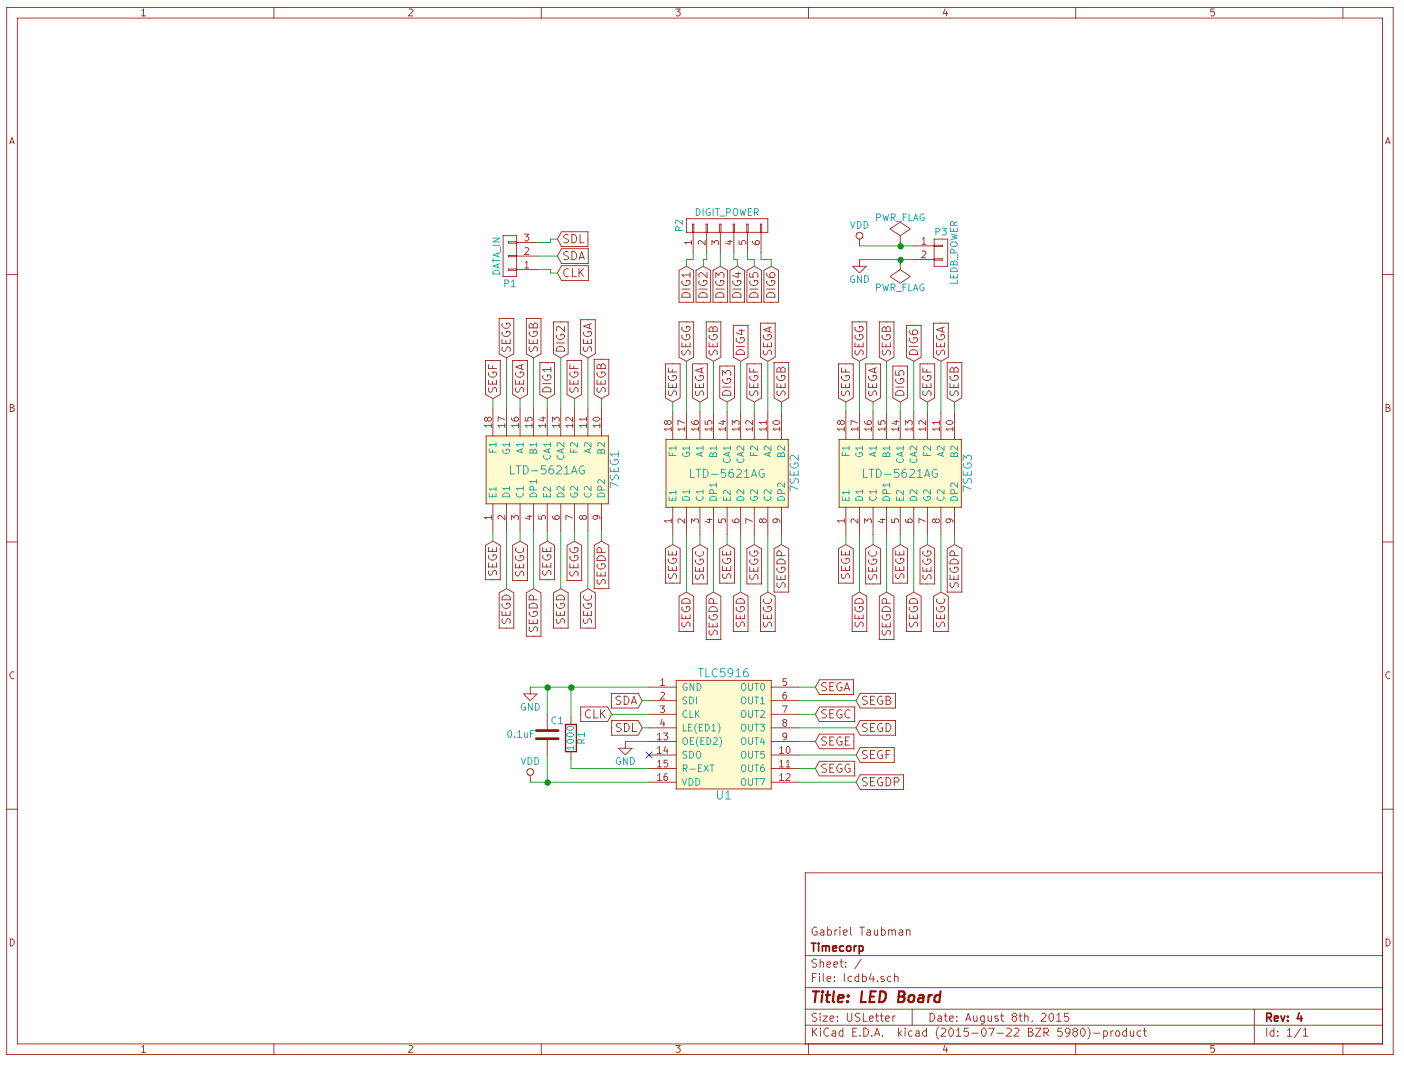 1 2 3 4 5
A A
B B
C C
D D
DATA_IN
P1
3 SDL
2 SDA
1 CLK
DIGIT_POWER
P2
1 2 3 4 5 6
DIG1 DIG2 DIG3 DIG4 DIG5 DIG6
VDD PWR_FLAG P3
1
2
LEDB_POWER
GND PWR_FLAG
SEGG SEGB DIG2 SEGA
SEGF SEGA DIG1 SEGF SEGB
18 17 16 15 14 13 12 11 10
F1 G1 A1 B1 CA1 CA2 F2 A2 B2
LTD-5621AG
7SEG1
E1 D1 C1 DP1 E2 D2 G2 C2 DP2
1 2 3 4 5 6 7 8 9
SEGE SEGC SEGE SEGG SEGDP
SEGD SEGDP SEGD SEGC
SEGG SEGB DIG4 SEGA
SEGF SEGA DIG3 SEGF SEGB
18 17 16 15 14 13 12 11 10
F1 G1 A1 B1 CA1 CA2 F2 A2 B2
LTD-5621AG
7SEG2
E1 D1 C1 DP1 E2 D2 G2 C2 DP2
1 2 3 4 5 6 7 8 9
SEGE SEGC SEGE SEGG SEGDP
SEGD SEGDP SEGD SEGC
SEGG SEGB DIG6 SEGA
SEGF SEGA DIG5 SEGF SEGB
18 17 16 15 14 13 12 11 10
F1 G1 A1 B1 CA1 CA2 F2 A2 B2
LTD-5621AG
7SEG3
E1 D1 C1 DP1 E2 D2 G2 C2 DP2
1 2 3 4 5 6 7 8 9
SEGE SEGC SEGE SEGG SEGDP
SEGD SEGDP SEGD SEGC
TLC5916
1 GND OUT0 5 SEGA
SDA 2 SDI OUT1 6 SEGB
CLK 3 CLK OUT2 7 SEGC
SDL 4 LE(ED1) OUT3 8 SEGD
13 OE(ED2) OUT4 9 SEGE
14 SDO OUT5 10 SEGF
15 R-EXT OUT6 11 SEGG
16 VDD OUT7 12 SEGDP
U1
GND
C1
0.1uF
1000
R1
GND
VDD
Gabriel Taubman
Timecorp
Sheet: /
File: lcdb4.sch
Title: LED Board
Size: USLetter Date: August 8th, 2015 Rev: 4
KiCad E.D.A. kicad (2015-07-22 BZR 5980)-product Id: 1/1
1 2 3 4 5